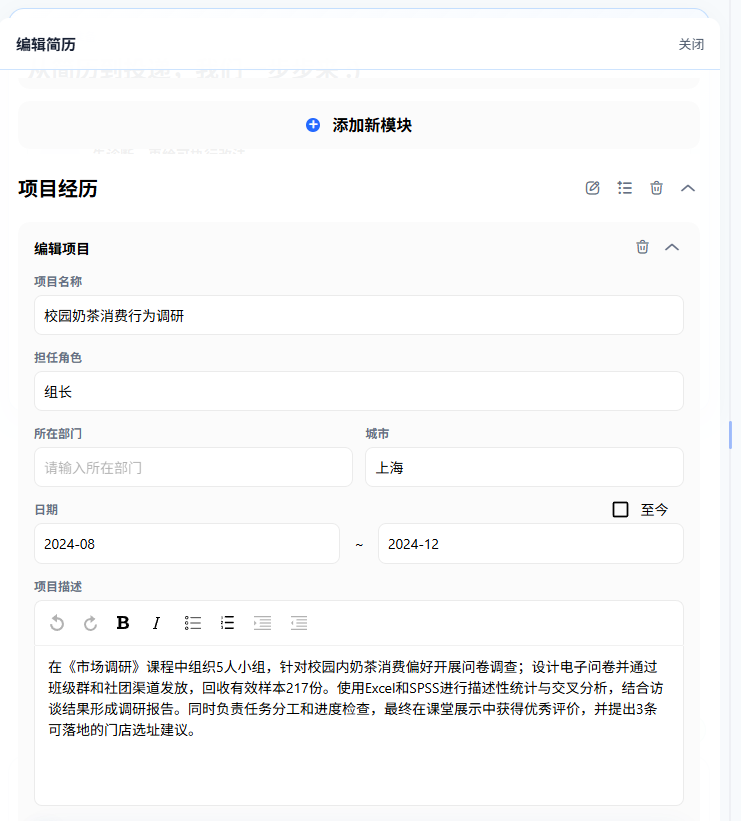 编辑简历
关闭
添加新模块
项目经历
编辑项目
项目名称
校园奶茶消费行为调研
担任角色
组长
所在部门
城市
请输入所在部门
上海
日期
至今
2024-08
~
2024-12
项目描述
B I
在《市场调研》课程中组织5人小组，针对校园内奶茶消费偏好开展问卷调查；设计电子问卷并通过
班级群和社团渠道发放，回收有效样本217份。使用Excel和SPSS进行描述性统计与交叉分析，结合访
谈结果形成调研报告。同时负责任务分工和进度检查，最终在课堂展示中获得优秀评价，并提出3条
可落地的门店选址建议。